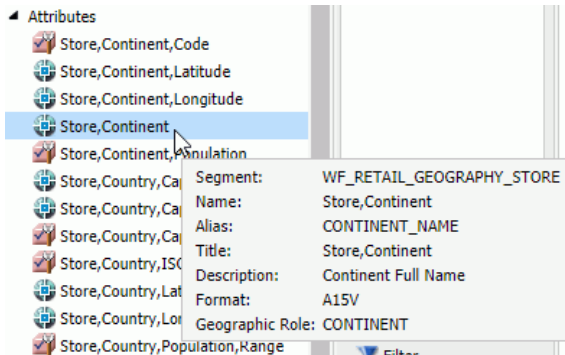 Attributes
Store,Continent,Code
Store,Continent,Latitude
Store,Continent,Longitude
Store,Continent
Store,Continent,Population
Store,Country,Ca
Store,Country,Ca
Store,Country,Ca
Store,Country,ISO
Store,Country,Lat
Store,Country,Lo
Store,Country,Population,Range
Segment: WF_RETAIL_GEOGRAPHY_STORE
Name: Store,Continent
Alias: CONTINENT_NAME
Title: Store,Continent
Description: Continent Full Name
Format: A15V
Geographic Role: CONTINENT
Filter